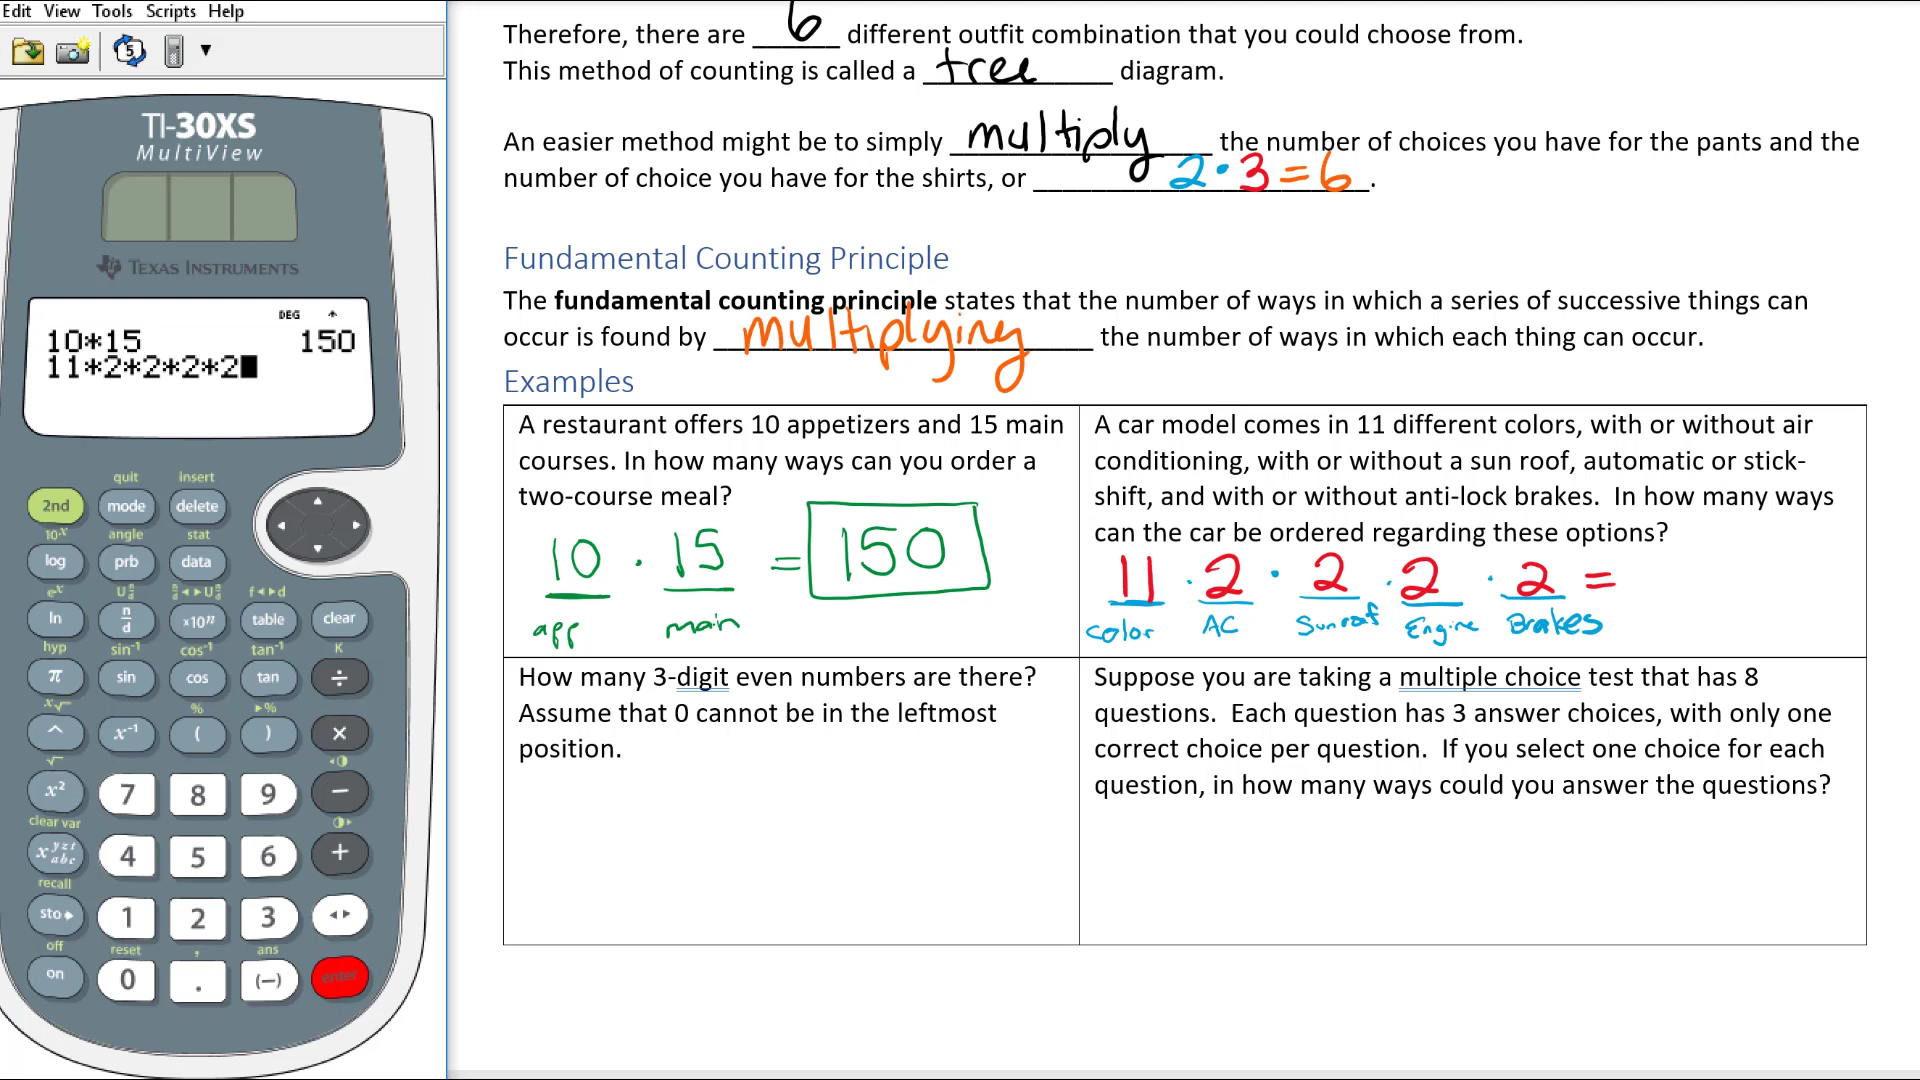 Edit View Tools Scripts Help
5
TI-30XS
MultiView
TEXAS INSTRUMENTS
DEG
10*15 150
11*2*2*2*2
quit insert
2nd mode delete
10ˣ angle stat
log prb data
eˣ f◄►d
ln n/d ×10ⁿ table clear
hyp sin⁻¹ cos⁻¹ tan⁻¹ K
π sin cos tan ÷
ˣ√ % ►%
^ x⁻¹ ( ) ×
√
x² 7 8 9 −
clear var
x yzt abc 4 5 6 +
recall
sto► 1 2 3 ◄►
off reset , ans
on 0 . (−) enter
Therefore, there are 6 different outfit combination that you could choose from.
This method of counting is called a tree diagram.
An easier method might be to simply multiply the number of choices you have for the pants and the
number of choice you have for the shirts, or 2·3=6.
Fundamental Counting Principle
The fundamental counting principle states that the number of ways in which a series of successive things can
occur is found by multiplying the number of ways in which each thing can occur.
Examples
A restaurant offers 10 appetizers and 15 main
courses. In how many ways can you order a
two-course meal?
10 · 15 = 150
app main
A car model comes in 11 different colors, with or without air
conditioning, with or without a sun roof, automatic or stick-
shift, and with or without anti-lock brakes. In how many ways
can the car be ordered regarding these options?
11 · 2 · 2 · 2 · 2 =
color AC Sunroof Engine Brakes
How many 3-digit even numbers are there?
Assume that 0 cannot be in the leftmost
position.
Suppose you are taking a multiple choice test that has 8
questions. Each question has 3 answer choices, with only one
correct choice per question. If you select one choice for each
question, in how many ways could you answer the questions?